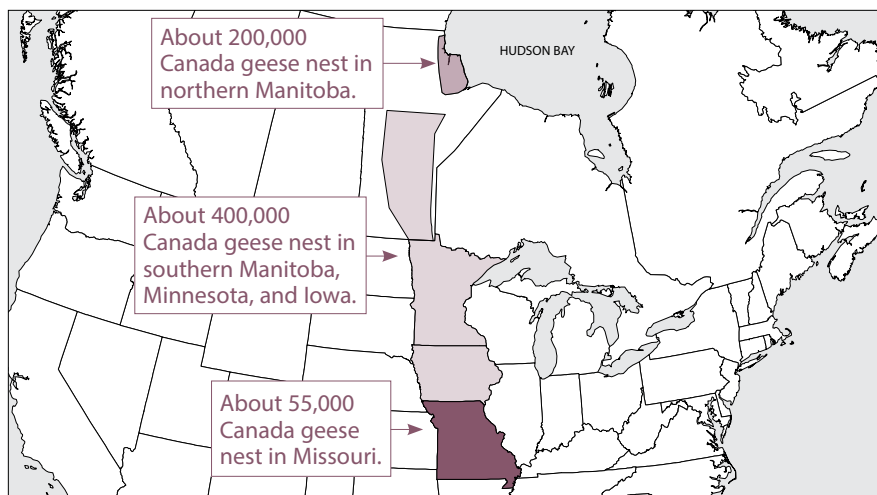 About 200,000
Canada geese nest in
northern Manitoba.
HUDSON BAY
About 400,000
Canada geese nest in
southern Manitoba,
Minnesota, and Iowa.
About 55,000
Canada geese
nest in Missouri.